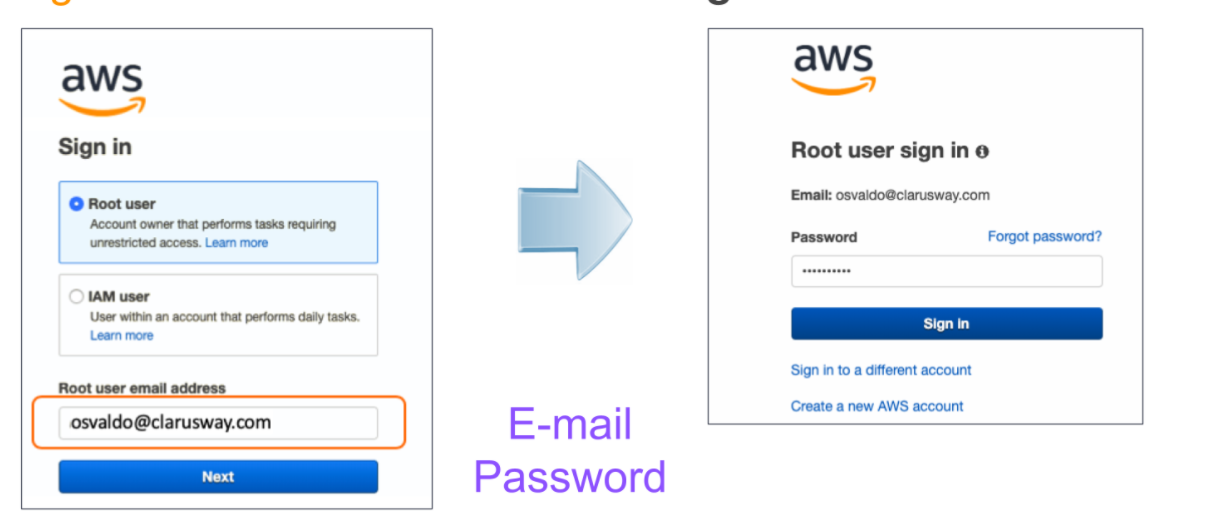 aws
Sign in
Root user
Account owner that performs tasks requiring
unrestricted access. Learn more
IAM user
User within an account that performs daily tasks.
Learn more
Root user email address
osvaldo@clarusway.com
Next
E-mail
Password
aws
Root user sign in
Email: osvaldo@clarusway.com
Password Forgot password?
••••••••••
Sign in
Sign in to a different account
Create a new AWS account